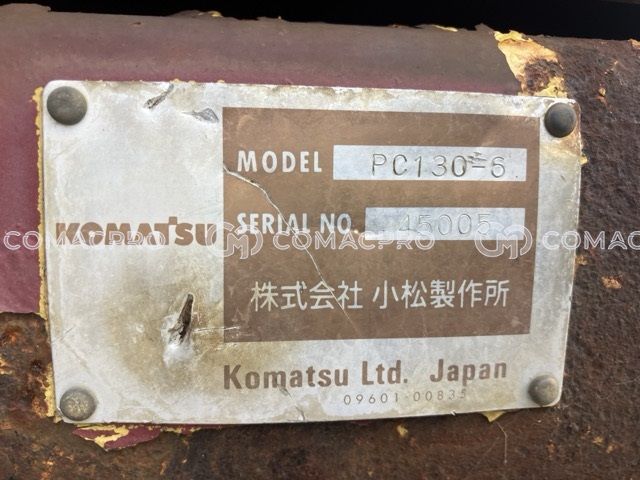 MODEL PC130-6
KOMATSU
SERIAL NO. 45005
COMACPRO COMACPRO COMAC
株式会社 小松製作所
Komatsu Ltd. Japan
09601-00835